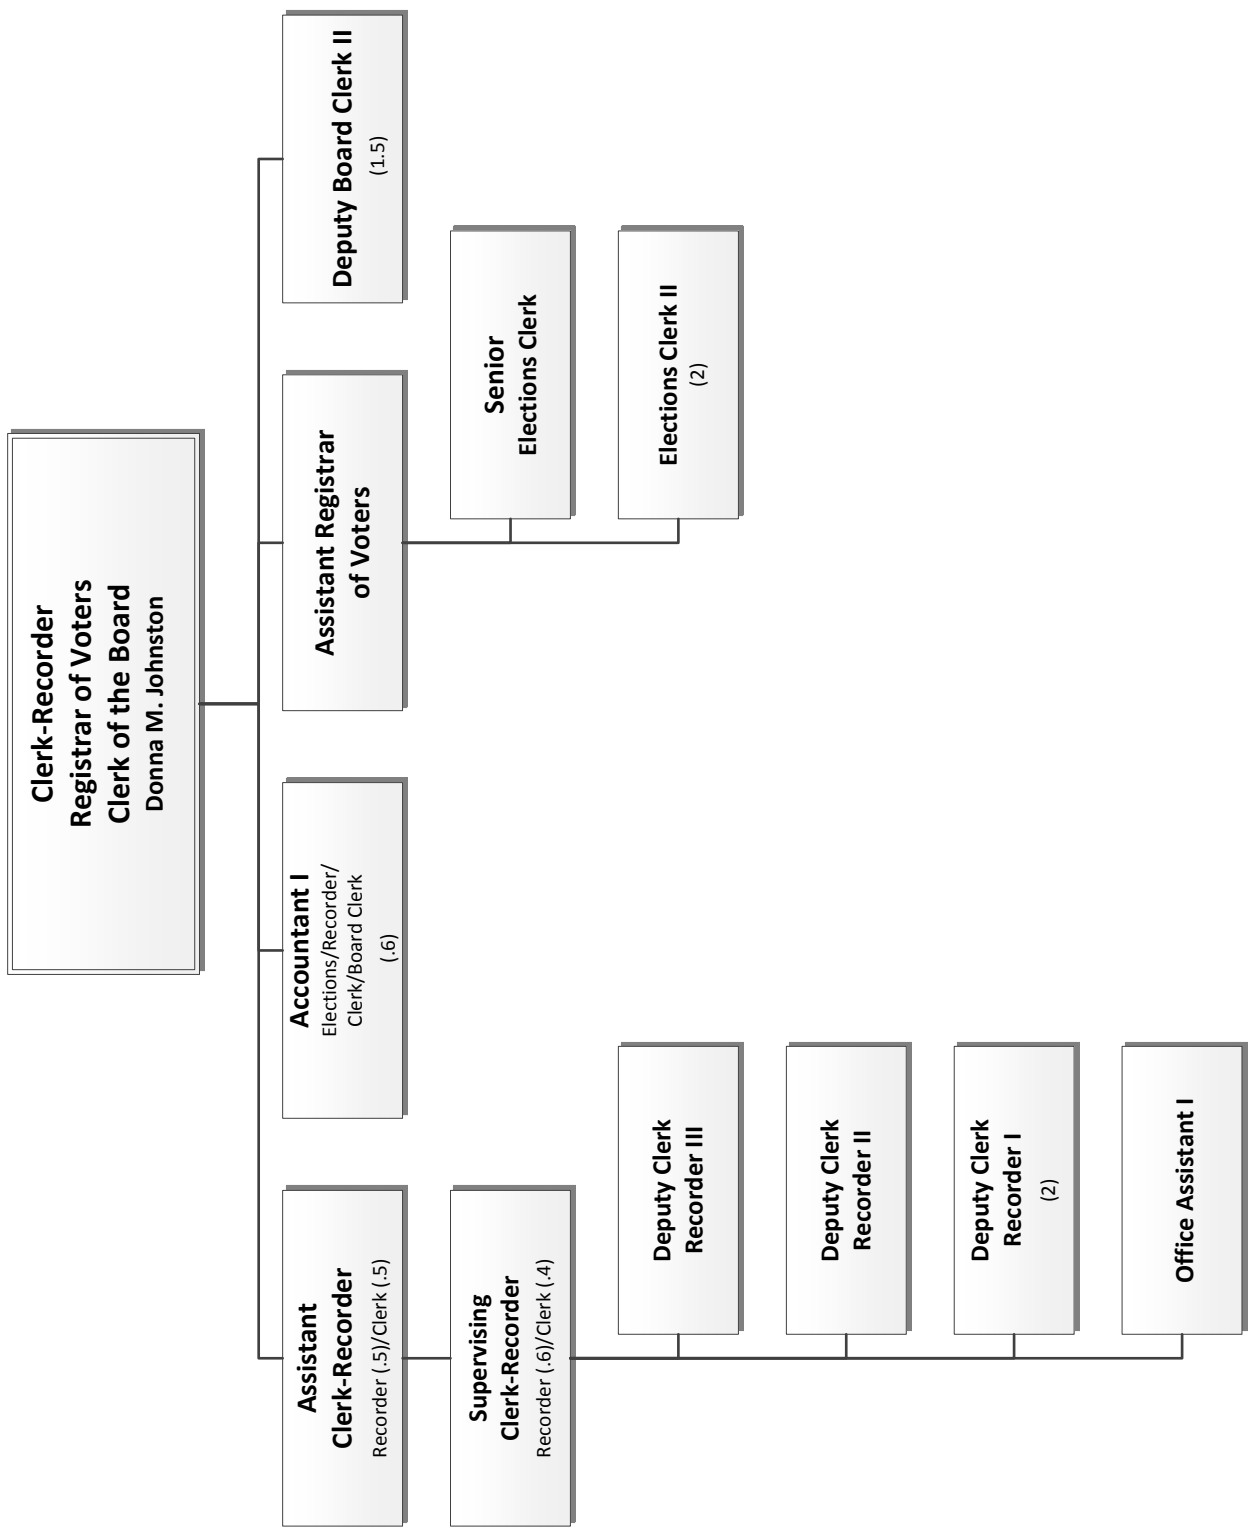 Clerk-Recorder
Registrar of Voters
Clerk of the Board
Donna M. Johnston
Assistant
Clerk-Recorder
Recorder (.5)/Clerk (.5)
Accountant I
Elections/Recorder/
Clerk/Board Clerk
(.6)
Assistant Registrar
of Voters
Deputy Board Clerk II
(1.5)
Supervising
Clerk-Recorder
Recorder (.6)/Clerk (.4)
Senior
Elections Clerk
Deputy Clerk
Recorder III
Elections Clerk II
(2)
Deputy Clerk
Recorder II
Deputy Clerk
Recorder I
(2)
Office Assistant I